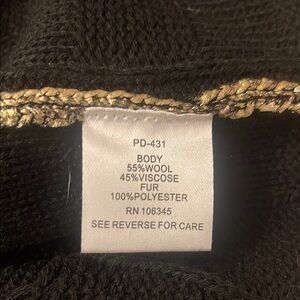 PD-431
BODY
55%WOOL
45%VISCOSE
FUR
100%POLYESTER
RN 106345
SEE REVERSE FOR CARE